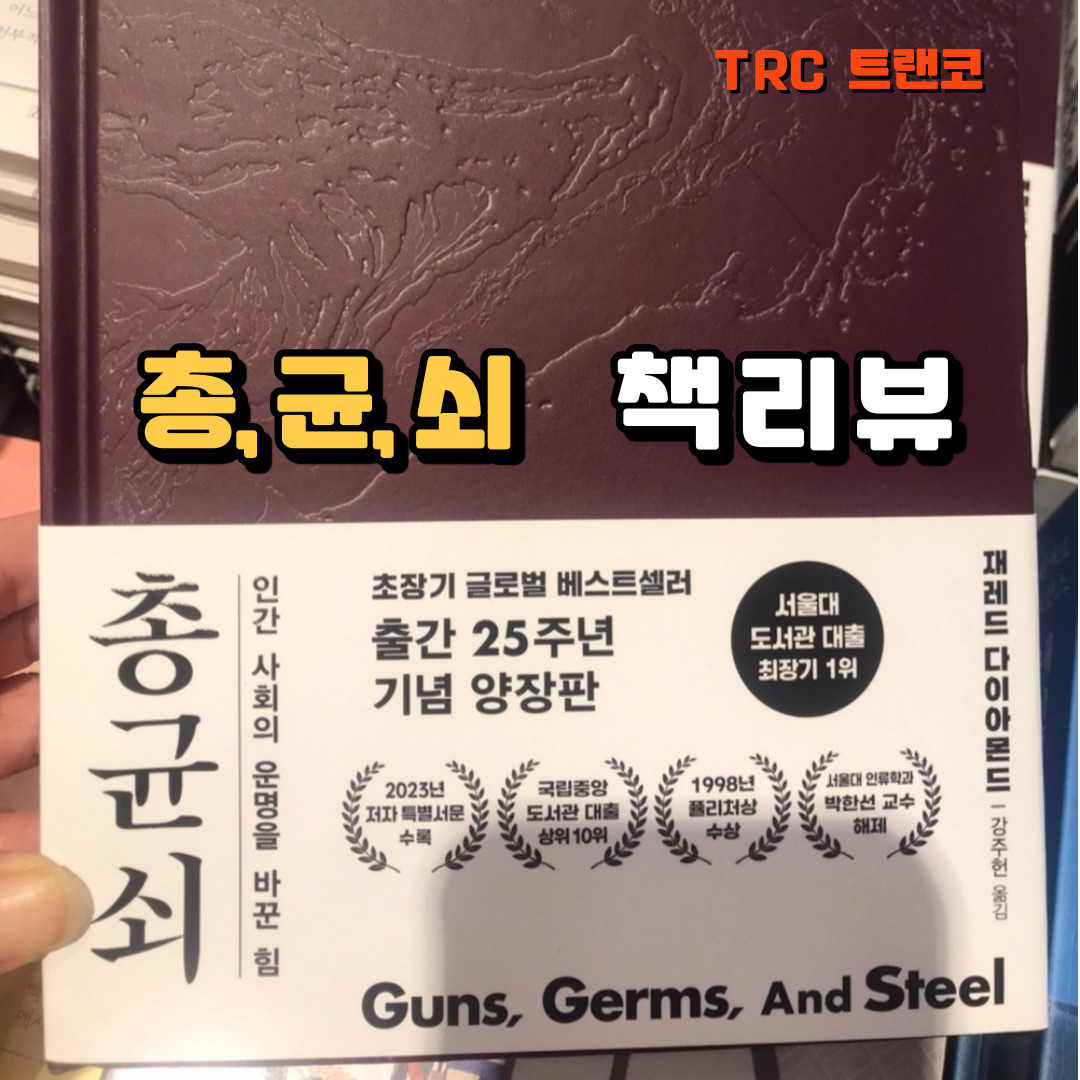 TRC 트랜코
총,균,쇠 책리뷰
총 균 쇠
인간 사회의 운명을 바꾼 힘
초장기 글로벌 베스트셀러
출간 25주년
기념 양장판
서울대
도서관 대출
최장기 1위
재레드 다이아몬드 — 강주헌 옮김
2023년
저자 특별서문
수록
국립중앙
도서관 대출
상위 10위
1998년
퓰리처상
수상
서울대 인류학과
박한선 교수
해제
Guns, Germs, And Steel